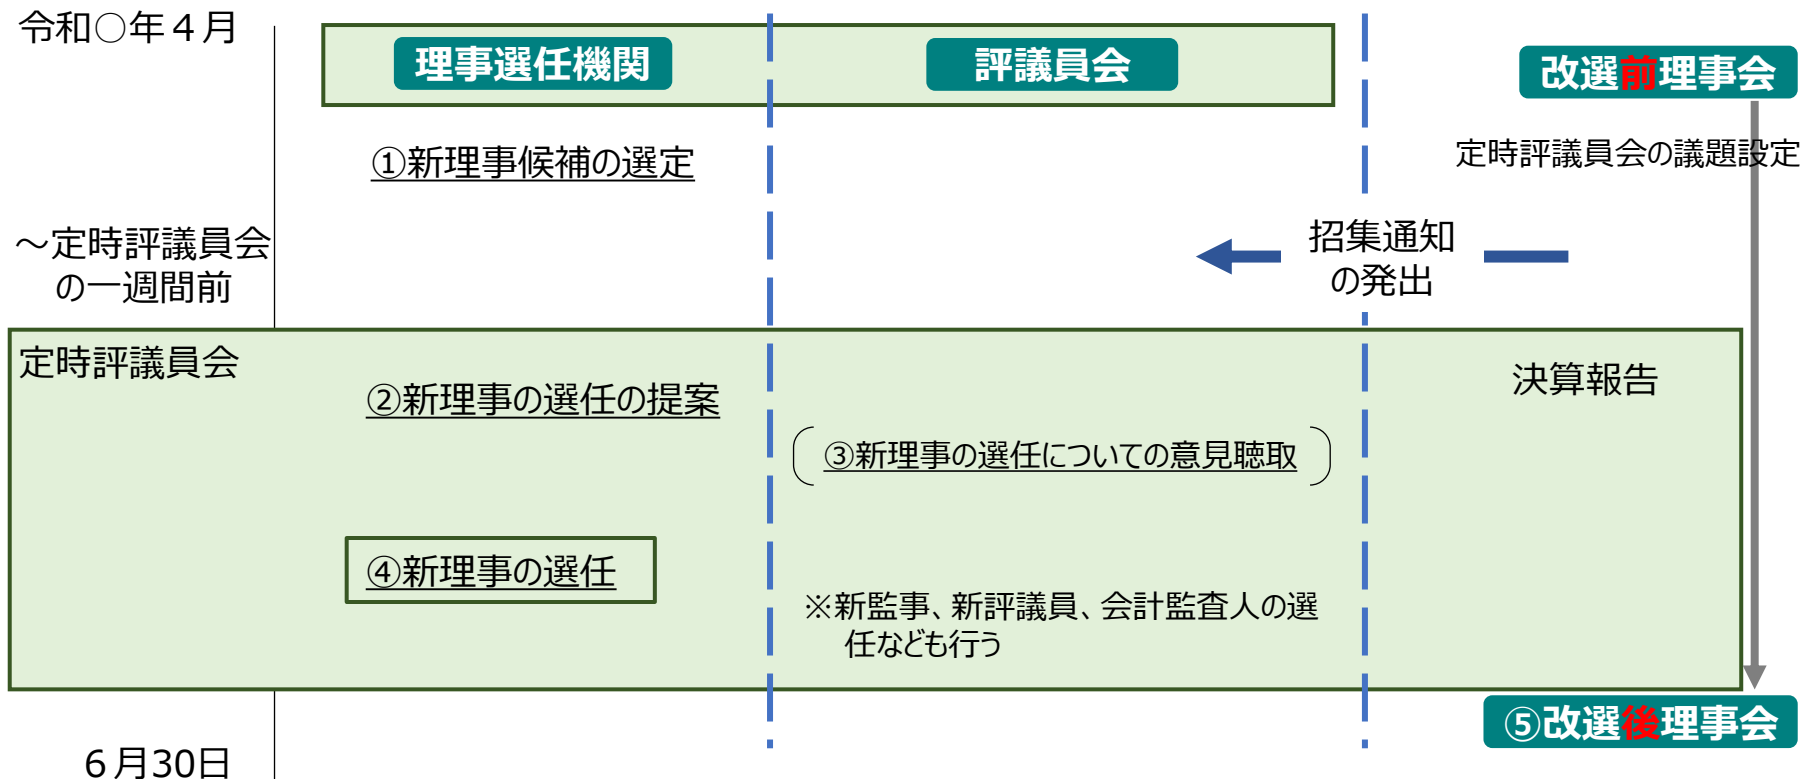 令和○年４月
理事選任機関
評議員会
改選前理事会
定時評議員会の議題設定
①新理事候補の選定
～定時評議員会
の一週間前
招集通知
の発出
定時評議員会
②新理事の選任の提案
決算報告
③新理事の選任についての意見聴取
④新理事の選任
※新監事、新評議員、会計監査人の選
任なども行う
⑤改選後理事会
６月30日